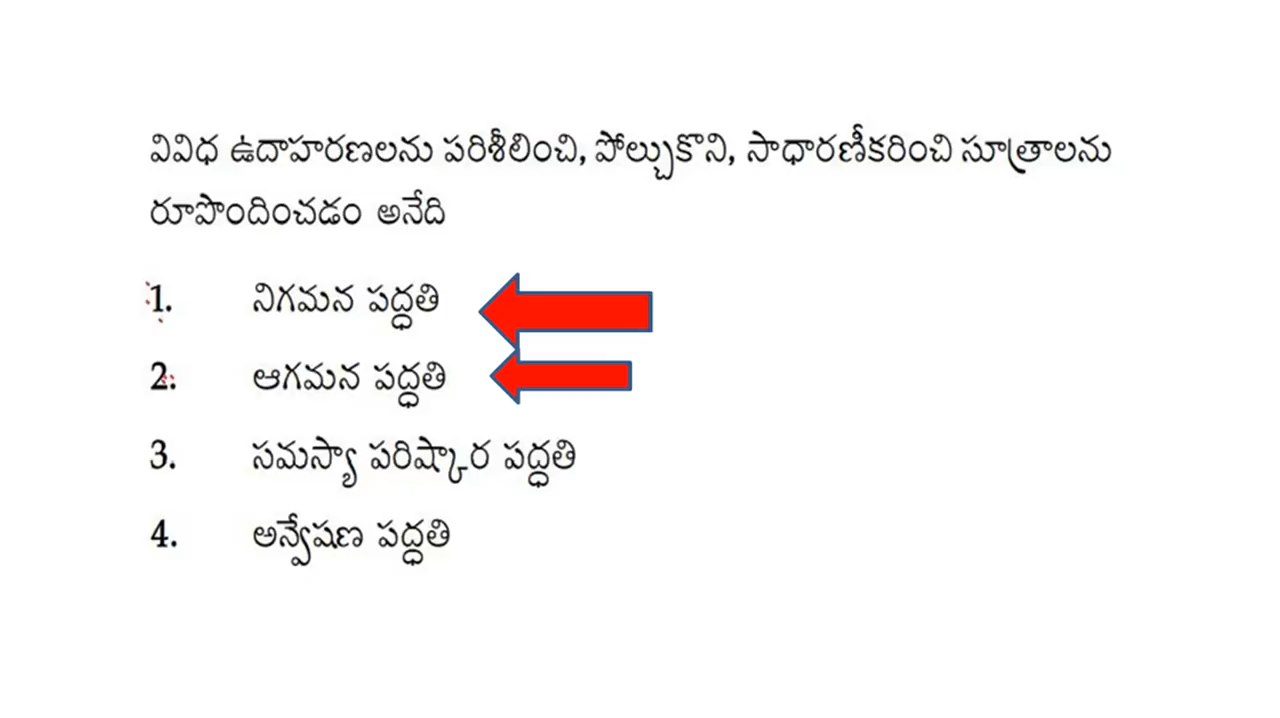 వివిధ ఉదాహరణలను పరిశీలించి, పోల్చుకొని, సాధారణీకరించి సూత్రాలను
రూపొందించడం అనేది
1. నిగమన పద్ధతి
2. ఆగమన పద్ధతి
3. సమస్యా పరిష్కార పద్ధతి
4. అన్వేషణ పద్ధతి